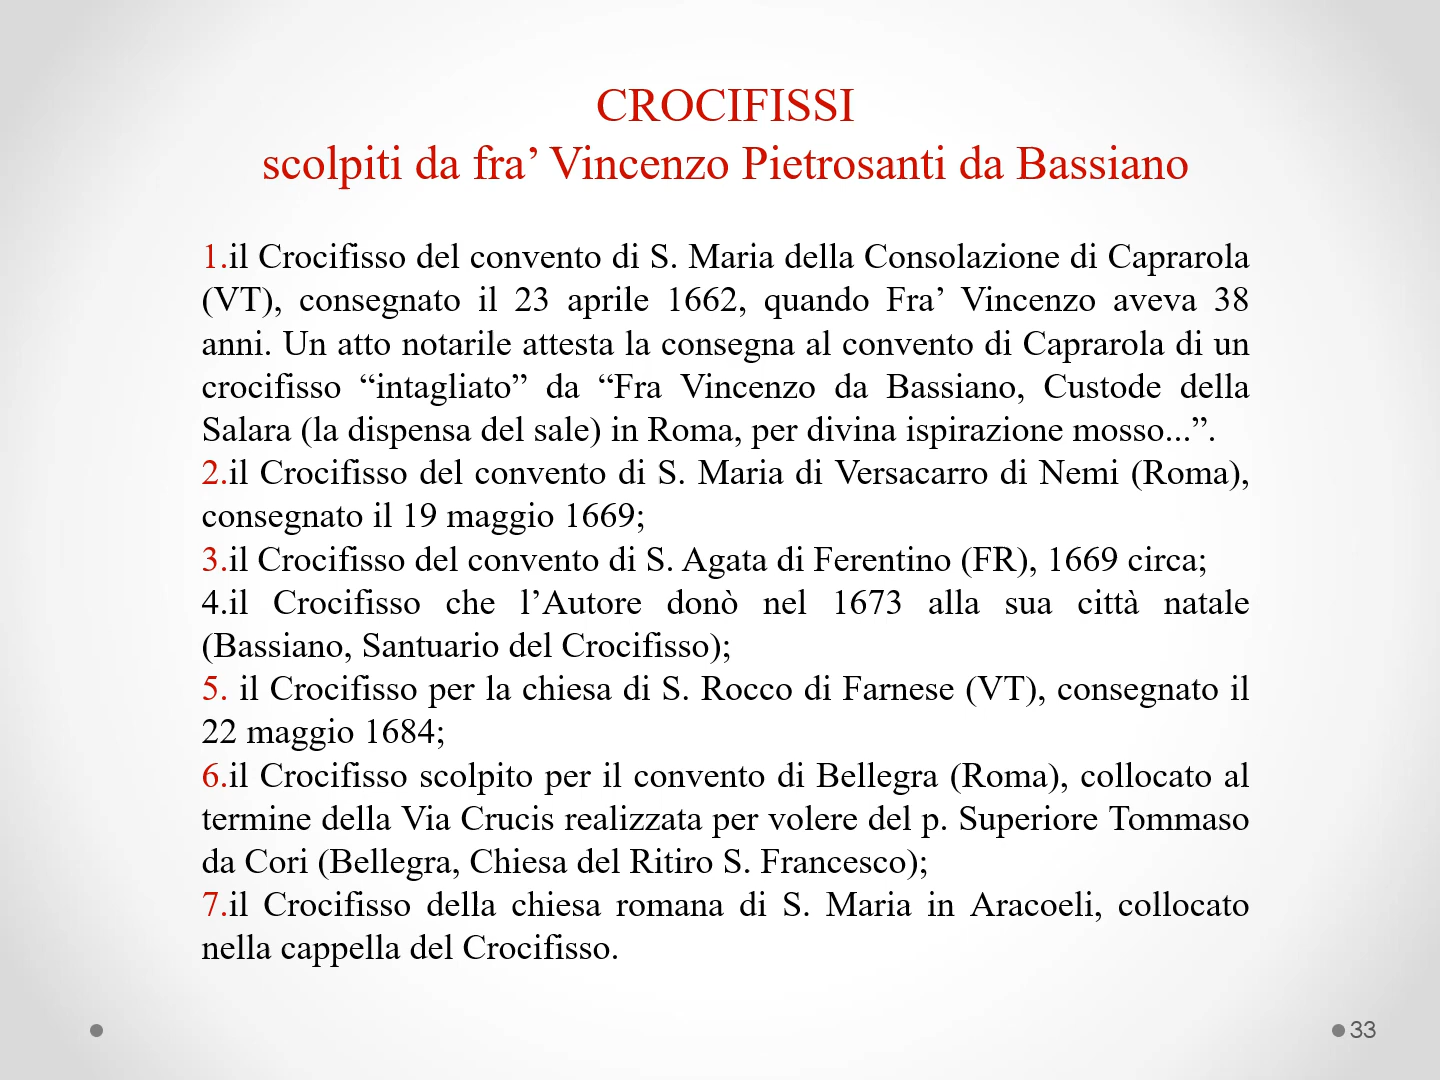 CROCIFISSI
scolpiti da fra’ Vincenzo Pietrosanti da Bassiano
1.il Crocifisso del convento di S. Maria della Consolazione di Caprarola
(VT), consegnato il 23 aprile 1662, quando Fra’ Vincenzo aveva 38
anni. Un atto notarile attesta la consegna al convento di Caprarola di un
crocifisso “intagliato” da “Fra Vincenzo da Bassiano, Custode della
Salara (la dispensa del sale) in Roma, per divina ispirazione mosso...”.
2.il Crocifisso del convento di S. Maria di Versacarro di Nemi (Roma),
consegnato il 19 maggio 1669;
3.il Crocifisso del convento di S. Agata di Ferentino (FR), 1669 circa;
4.il Crocifisso che l’Autore donò nel 1673 alla sua città natale
(Bassiano, Santuario del Crocifisso);
5. il Crocifisso per la chiesa di S. Rocco di Farnese (VT), consegnato il
22 maggio 1684;
6.il Crocifisso scolpito per il convento di Bellegra (Roma), collocato al
termine della Via Crucis realizzata per volere del p. Superiore Tommaso
da Cori (Bellegra, Chiesa del Ritiro S. Francesco);
7.il Crocifisso della chiesa romana di S. Maria in Aracoeli, collocato
nella cappella del Crocifisso.
33